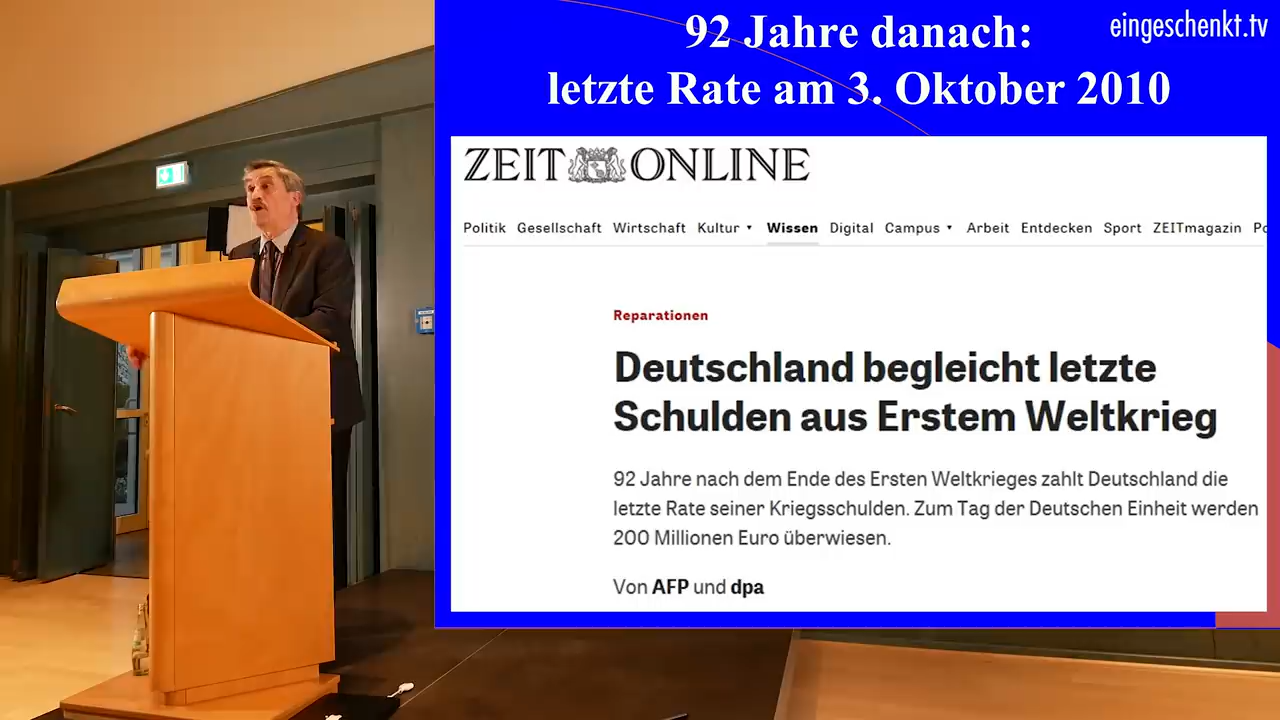 92 Jahre danach:
letzte Rate am 3. Oktober 2010
eingeschenkt.tv
ZEIT ONLINE
Politik Gesellschaft Wirtschaft Kultur Wissen Digital Campus Arbeit Entdecken Sport ZEITmagazin
Reparationen
Deutschland begleicht letzte
Schulden aus Erstem Weltkrieg
92 Jahre nach dem Ende des Ersten Weltkrieges zahlt Deutschland die
letzte Rate seiner Kriegsschulden. Zum Tag der Deutschen Einheit werden
200 Millionen Euro überwiesen.
Von AFP und dpa